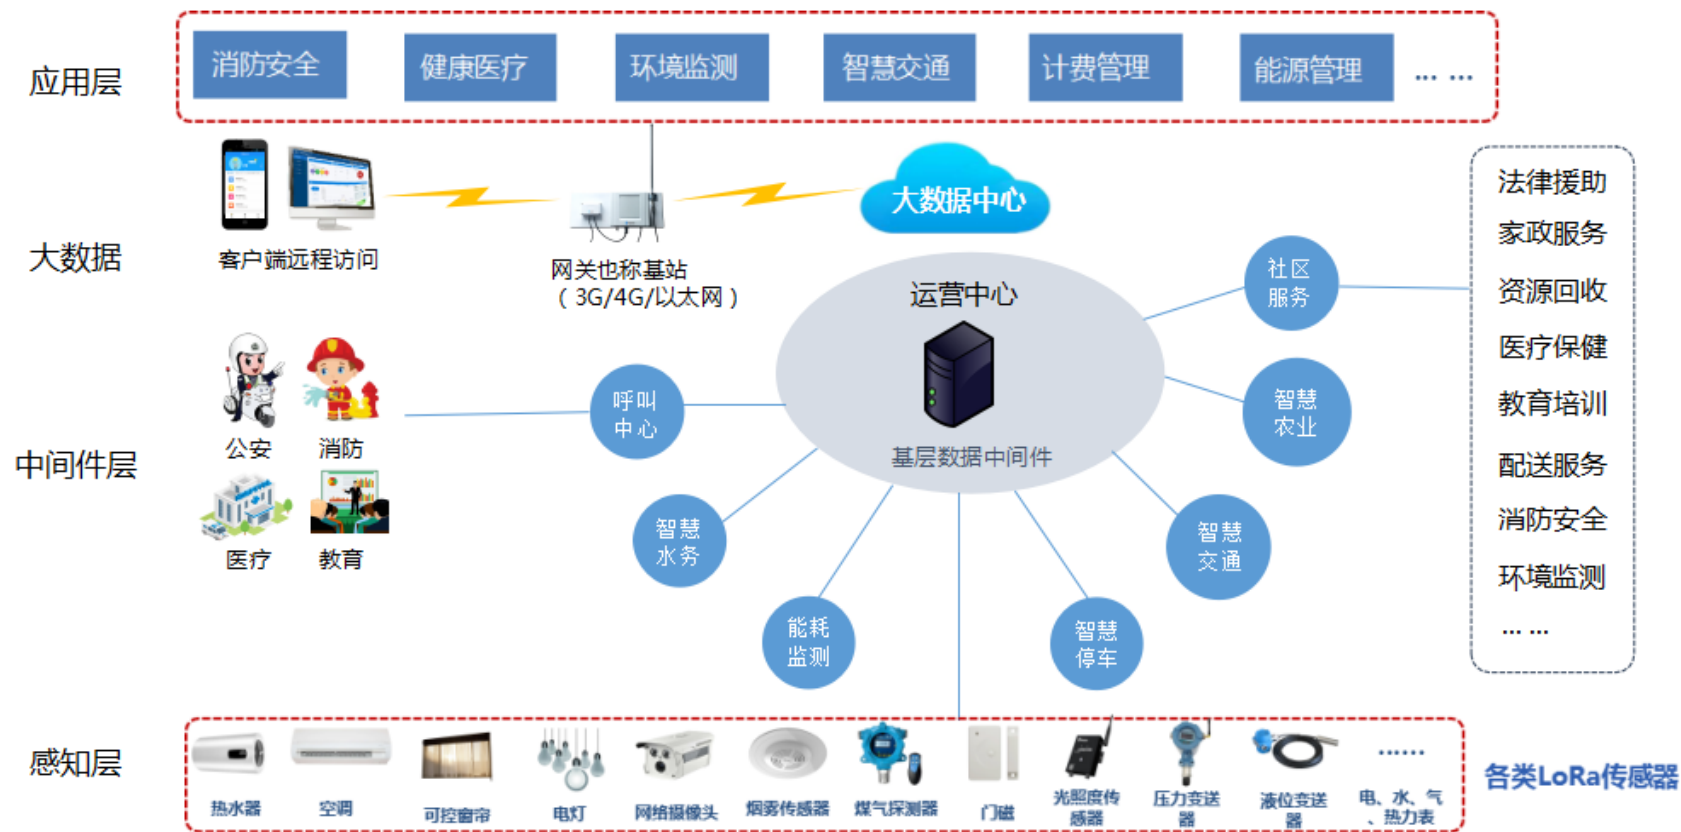 应用层
消防安全
健康医疗
环境监测
智慧交通
计费管理
能源管理
... ...
大数据
客户端远程访问
网关也称基站
（3G/4G/以太网）
大数据中心
运营中心
基层数据中间件
中间件层
公安
消防
医疗
教育
呼叫
中心
智慧
水务
能耗
监测
智慧
停车
智慧
交通
智慧
农业
社区
服务
法律援助
家政服务
资源回收
医疗保健
教育培训
配送服务
消防安全
环境监测
... ...
感知层
热水器
空调
可控窗帘
电灯
网络摄像头
烟雾传感器
煤气探测器
门磁
光照度传
感器
压力变送
器
液位变送
器
......
电、水、气
、热力表
各类LoRa传感器